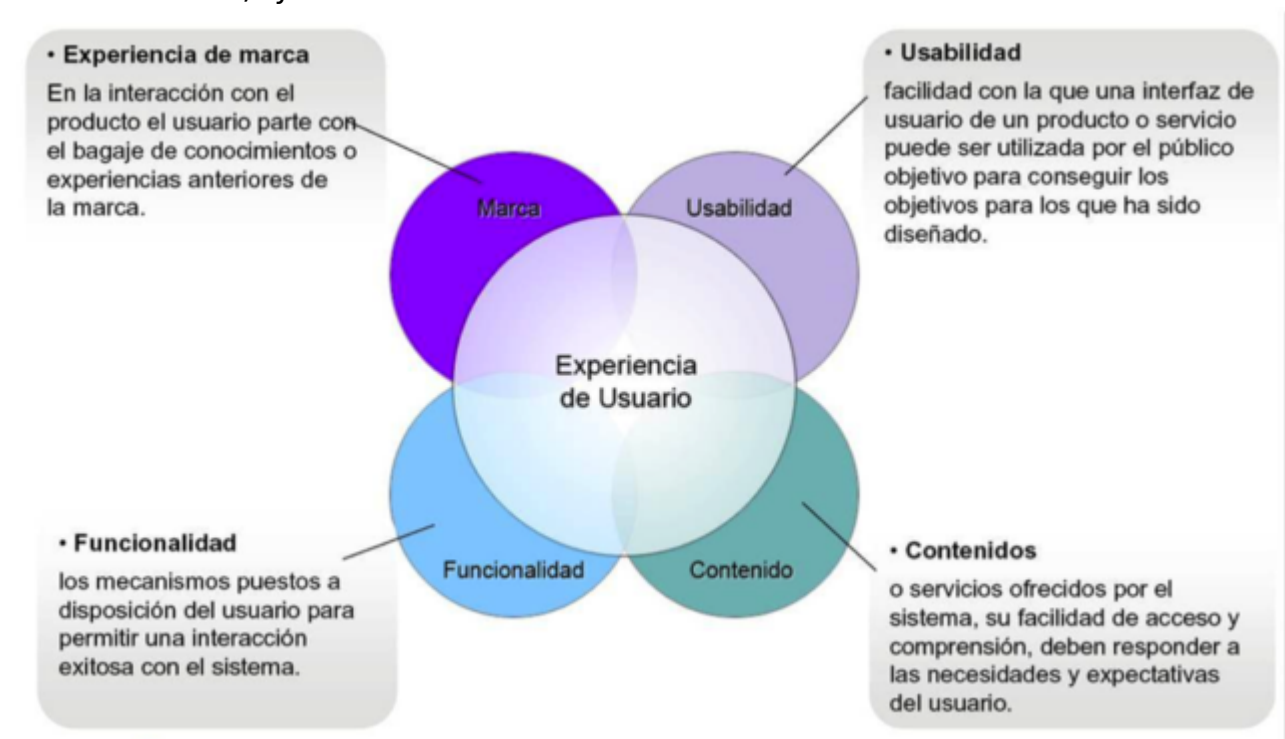 • Experiencia de marca
En la interacción con el
producto el usuario parte con
el bagaje de conocimientos o
experiencias anteriores de
la marca.
• Usabilidad
facilidad con la que una interfaz de
usuario de un producto o servicio
puede ser utilizada por el público
objetivo para conseguir los
objetivos para los que ha sido
diseñado.
Marca
Usabilidad
Experiencia
de Usuario
Funcionalidad
Contenido
• Funcionalidad
los mecanismos puestos a
disposición del usuario para
permitir una interacción
exitosa con el sistema.
• Contenidos
o servicios ofrecidos por el
sistema, su facilidad de acceso y
comprensión, deben responder a
las necesidades y expectativas
del usuario.